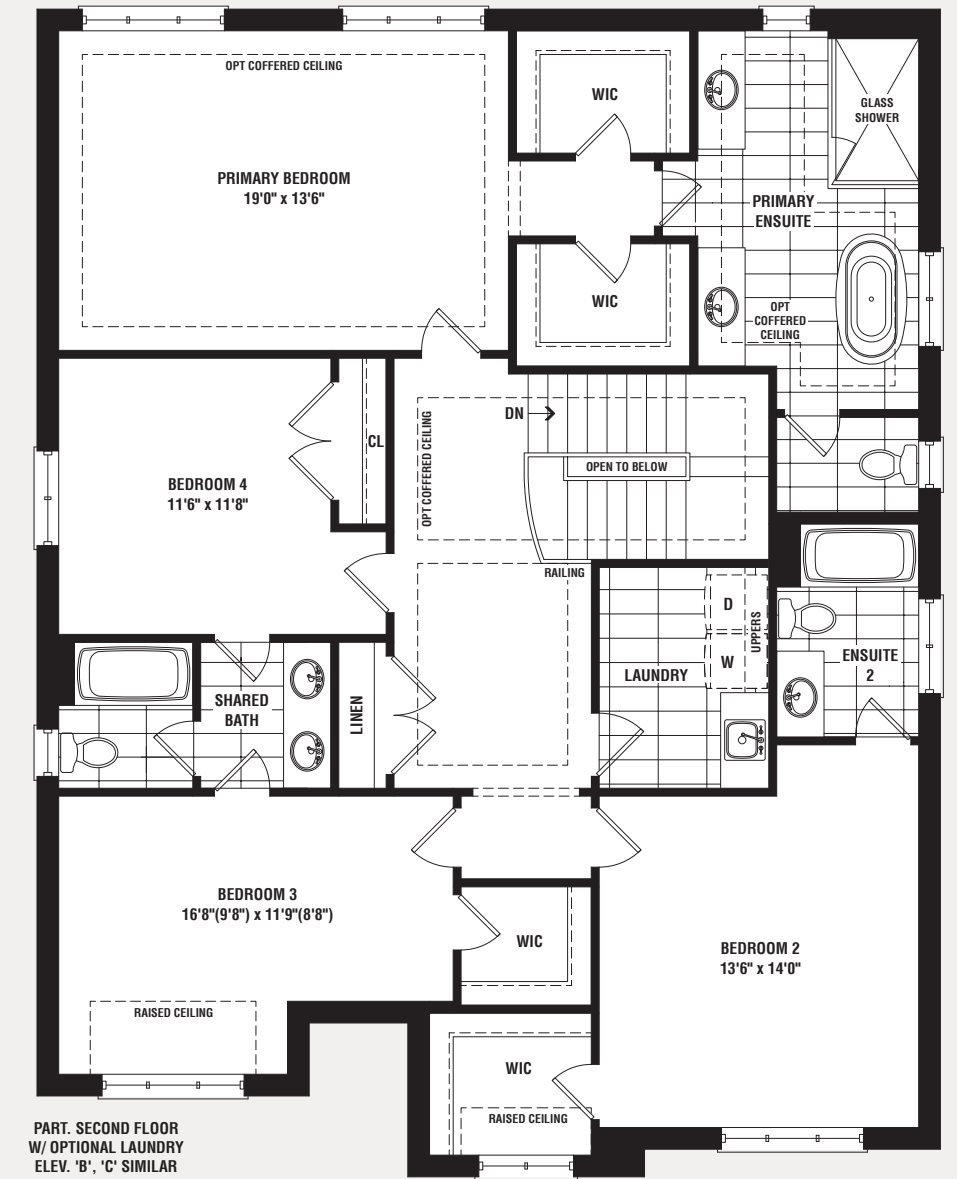 OPT COFFERED CEILING
WIC
GLASS
SHOWER
PRIMARY BEDROOM
19'0" x 13'6"
PRIMARY
ENSUITE
WIC
OPT
COFFERED
CEILING
DN
OPT COFFERED CEILING
CL
OPEN TO BELOW
BEDROOM 4
11'6" x 11'8"
RAILING
D
UPPERS
W
LAUNDRY
ENSUITE
2
SHARED
BATH
LINEN
BEDROOM 3
16'8"(9'8") x 11'9"(8'8")
WIC
BEDROOM 2
13'6" x 14'0"
RAISED CEILING
WIC
RAISED CEILING
PART. SECOND FLOOR
W/ OPTIONAL LAUNDRY
ELEV. 'B', 'C' SIMILAR